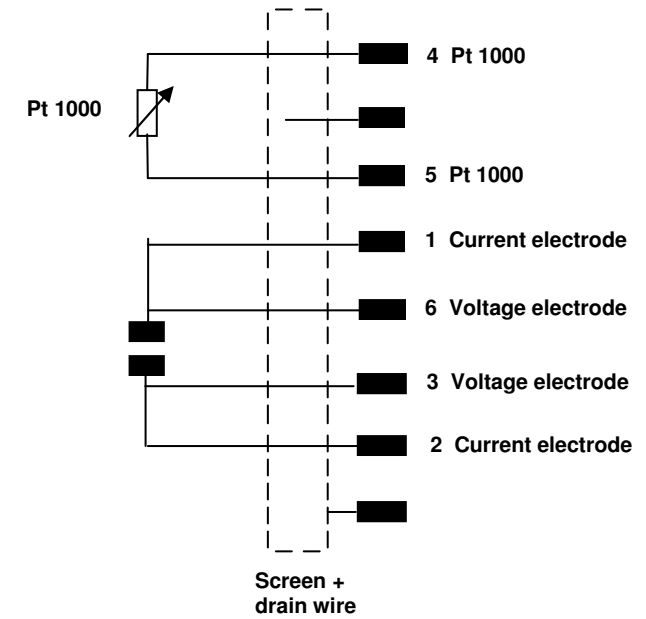 4 Pt 1000
Pt 1000
5 Pt 1000
1 Current electrode
6 Voltage electrode
3 Voltage electrode
2 Current electrode
Screen +
drain wire